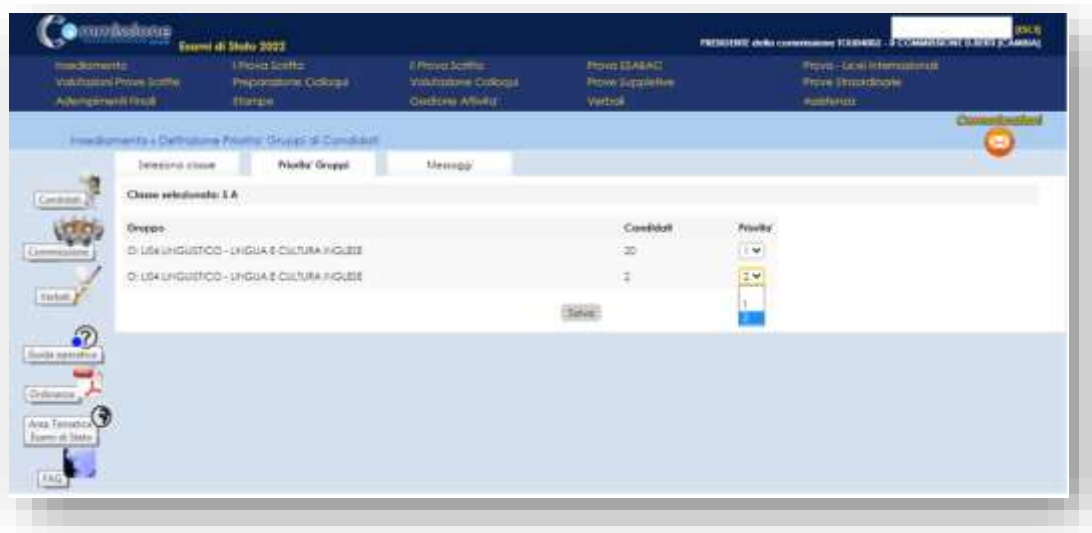 Commissione
Esami di Stato 2022
[ESCI]
PRESIDENTE della commissione [CAMBIA]
Insediamento
I Prova Scritta
II Prova Scritta
Prova ESABAC
Prova - Licei Internazionali
Valutazioni Prove Scritte
Preparazione Colloqui
Valutazione Colloqui
Prove Suppletive
Prove Straordinarie
Adempimenti Finali
Stampe
Gestione Attivita'
Verbali
Assistenza
Comunicazioni
Insediamento » Definizione Priorita' Gruppi di Candidati
Seleziona classe
Priorita' Gruppi
Messaggi
Candidati
Classe selezionata: 5 A
Gruppo
Candidati
Priorita'
Commissione
LINGUISTICO - LINGUA E CULTURA INGLESE
20
1
LINGUISTICO - LINGUA E CULTURA INGLESE
2
2
Verbali
1
2
Salva
Guida operativa
Ordinanza
Area Tematica
Esami di Stato
FAQ